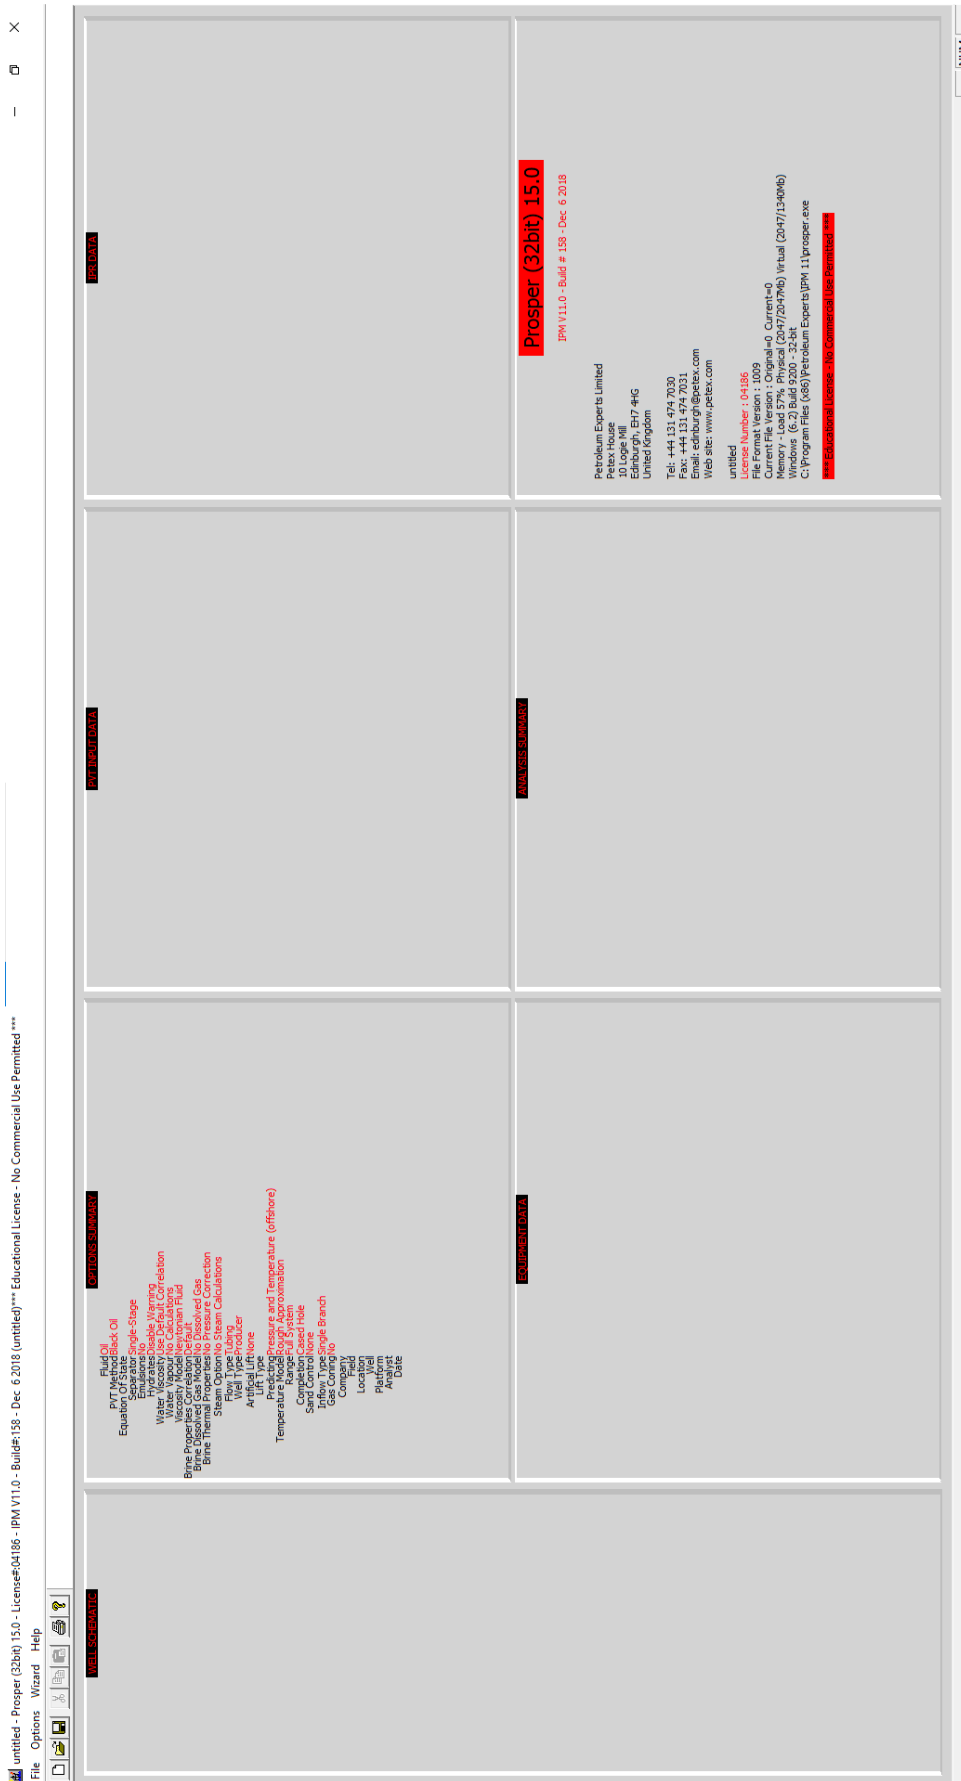 untitled - Prosper (32bit) 15.0 - License#:04186 - IPM V11.0 - Build#:158 - Dec 6 2018 (untitled)*** Educational License - No Commercial Use Permitted ***
File Options Wizard Help
WELL SCHEMATIC
OPTIONS SUMMARY
Fluid Oil
PVT Method Black Oil
Equation Of State
Separator Single-Stage
Emulsions No
Hydrates Disable Warning
Water Viscosity Use Default Correlation
Water Vapour No Calculations
Viscosity Model Newtonian Fluid
Brine Properties Correlation Default
Brine Dissolved Gas Model No Dissolved Gas
Brine Thermal Properties No Pressure Correction
Steam Option No Steam Calculations
Flow Type Tubing
Well Type Producer
Artificial Lift None
Lift Type
Predicting Pressure and Temperature (offshore)
Temperature Model Rough Approximation
Range Full System
Completion Cased Hole
Sand Control None
Inflow Type Single Branch
Gas Coning No
Company
Field
Location
Well
Platform
Analyst
Date
PVT INPUT DATA
IPR DATA
EQUIPMENT DATA
ANALYSIS SUMMARY
Prosper (32bit) 15.0
IPM V11.0 - Build # 158 - Dec 6 2018
Petroleum Experts Limited
Petex House
10 Logie Mill
Edinburgh, EH7 4HG
United Kingdom
Tel: +44 131 474 7030
Fax: +44 131 474 7031
Email: edinburgh@petex.com
Web site: www.petex.com
untitled
License Number : 04186
File Format Version : 1009
Current File Version : Original=0 Current=0
Memory - Load 57% Physical (2047/2047Mb) Virtual (2047/1340Mb)
Windows (6.2) Build 9200 - 32-bit
C:\Program Files (x86)\Petroleum Experts\IPM 11\prosper.exe
*** Educational License - No Commercial Use Permitted ***